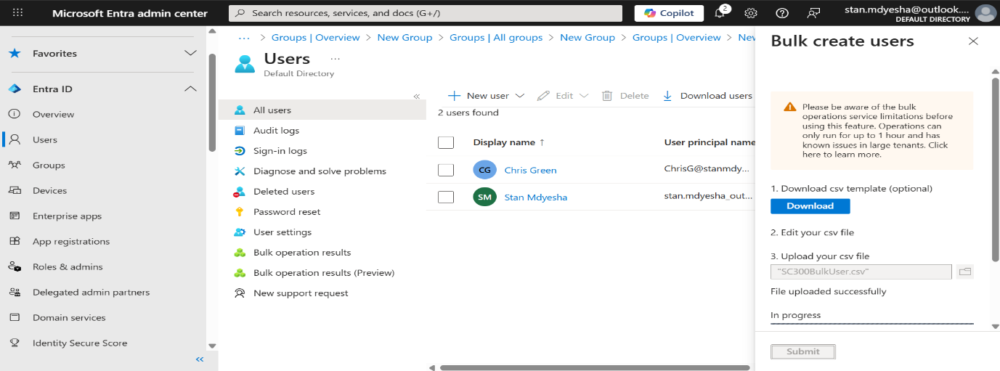 Microsoft Entra admin center
Search resources, services, and docs (G+/)
Copilot
2
stan.mdyesha@outlook....
DEFAULT DIRECTORY
Favorites
Entra ID
Overview
Users
Groups
Devices
Enterprise apps
App registrations
Roles & admins
Delegated admin partners
Domain services
Identity Secure Score
«
... > Groups | Overview > New Group > Groups | All groups > New Group > Groups | Overview > Nev
Users ...
Default Directory
«
All users
Audit logs
Sign-in logs
Diagnose and solve problems
Deleted users
Password reset
User settings
Bulk operation results
Bulk operation results (Preview)
New support request
New user
Edit
Delete
Download users
2 users found
Display name ↑
User principal name
CG
Chris Green
ChrisG@stanmdy...
SM
Stan Mdyesha
stan.mdyesha_out...
Bulk create users
Please be aware of the bulk
operations service limitations before
using this feature. Operations can
only run for up to 1 hour and has
known issues in large tenants. Click
here to learn more.
1. Download csv template (optional)
Download
2. Edit your csv file
3. Upload your csv file
"SC300BulkUser.csv"
File uploaded successfully
In progress
Submit